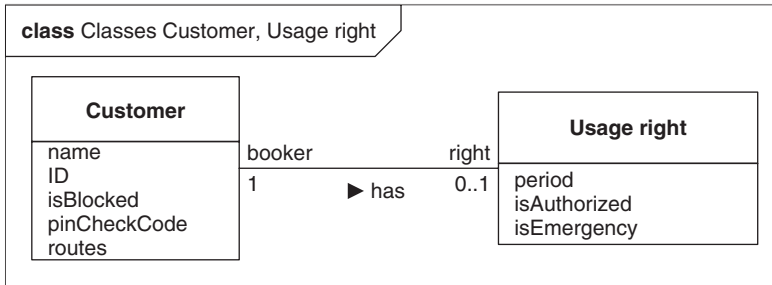 class Classes Customer, Usage right
Customer
name
ID
isBlocked
pinCheckCode
routes
booker
right
1
▶ has
0..1
Usage right
period
isAuthorized
isEmergency